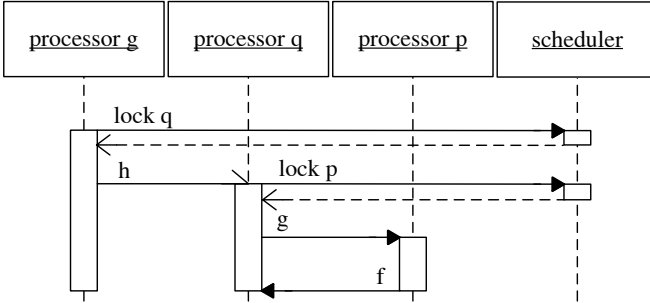 processor g
processor q
processor p
scheduler
lock q
h
lock p
g
f